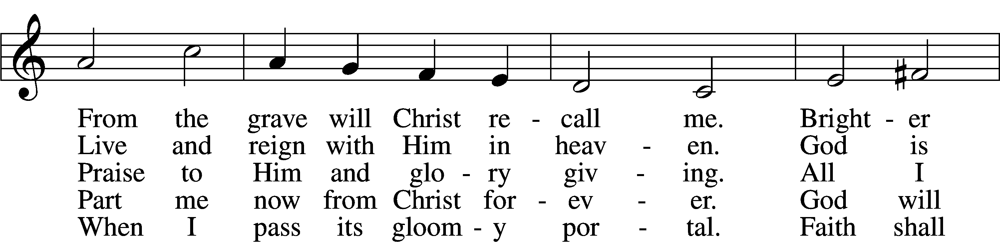 From the grave will Christ re - call me. Bright - er
Live and reign with Him in heav - en. God is
Praise to Him and glo - ry giv - ing. All I
Part me now from Christ for - ev - er. God will
When I pass its gloom - y por - tal. Faith shall